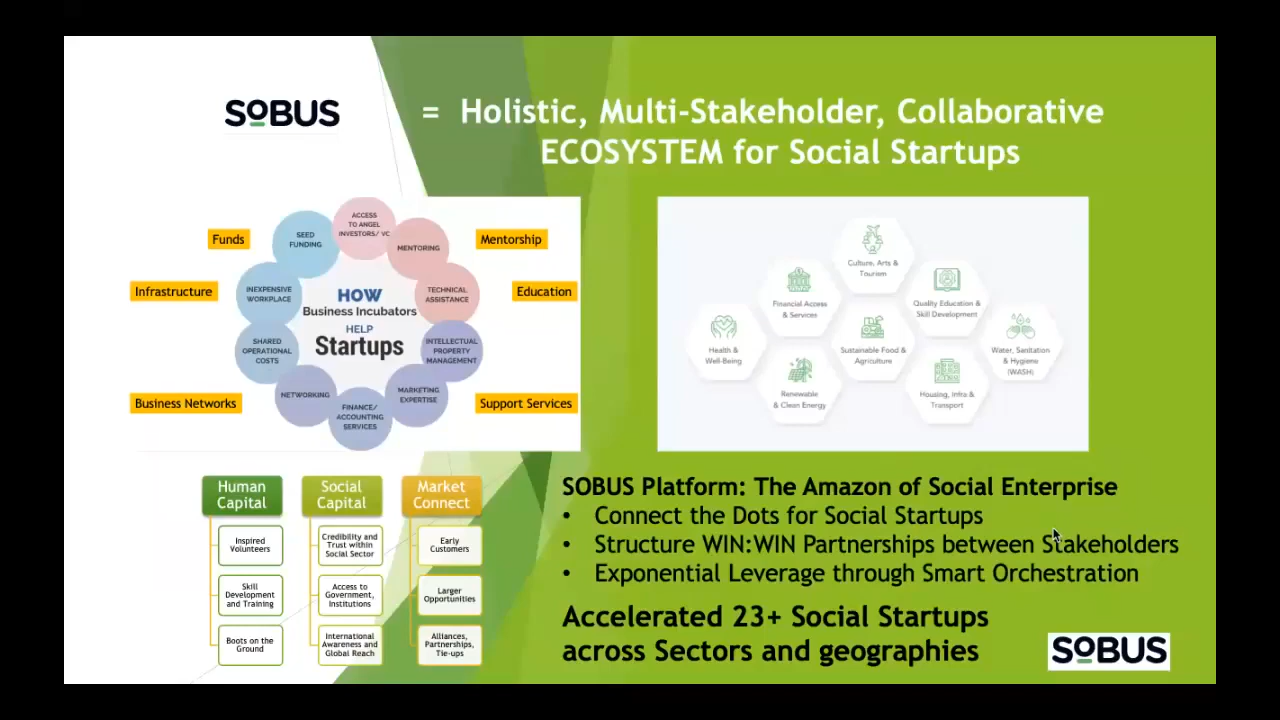 SOBUS
= Holistic, Multi-Stakeholder, Collaborative
ECOSYSTEM for Social Startups
Funds
Infrastructure
Business Networks
Mentorship
Education
Support Services
ACCESS
TO ANGEL
INVESTORS/ VC
MENTORING
TECHNICAL
ASSISTANCE
INTELLECTUAL
PROPERTY
MANAGEMENT
MARKETING
EXPERTISE
FINANCE/
ACCOUNTING
SERVICES
NETWORKING
SHARED
OPERATIONAL
COSTS
INEXPENSIVE
WORKPLACE
SEED
FUNDING
HOW
Business Incubators
HELP
Startups
Culture, Arts &
Tourism
Financial Access
& Services
Quality Education &
Skill Development
Health &
Well-Being
Sustainable Food &
Agriculture
Water, Sanitation
& Hygiene
(WASH)
Renewable
& Clean Energy
Housing, Infra &
Transport
Human
Capital
Inspired
Volunteers
Skill
Development
and Training
Boots on the
Ground
Social
Capital
Credibility and
Trust within
Social Sector
Access to
Government,
Institutions
International
Awareness and
Global Reach
Market
Connect
Early
Customers
Larger
Opportunities
Alliances,
Partnerships,
Tie-ups
SOBUS Platform: The Amazon of Social Enterprise
• Connect the Dots for Social Startups
• Structure WIN:WIN Partnerships between Stakeholders
• Exponential Leverage through Smart Orchestration
Accelerated 23+ Social Startups
across Sectors and geographies
SOBUS